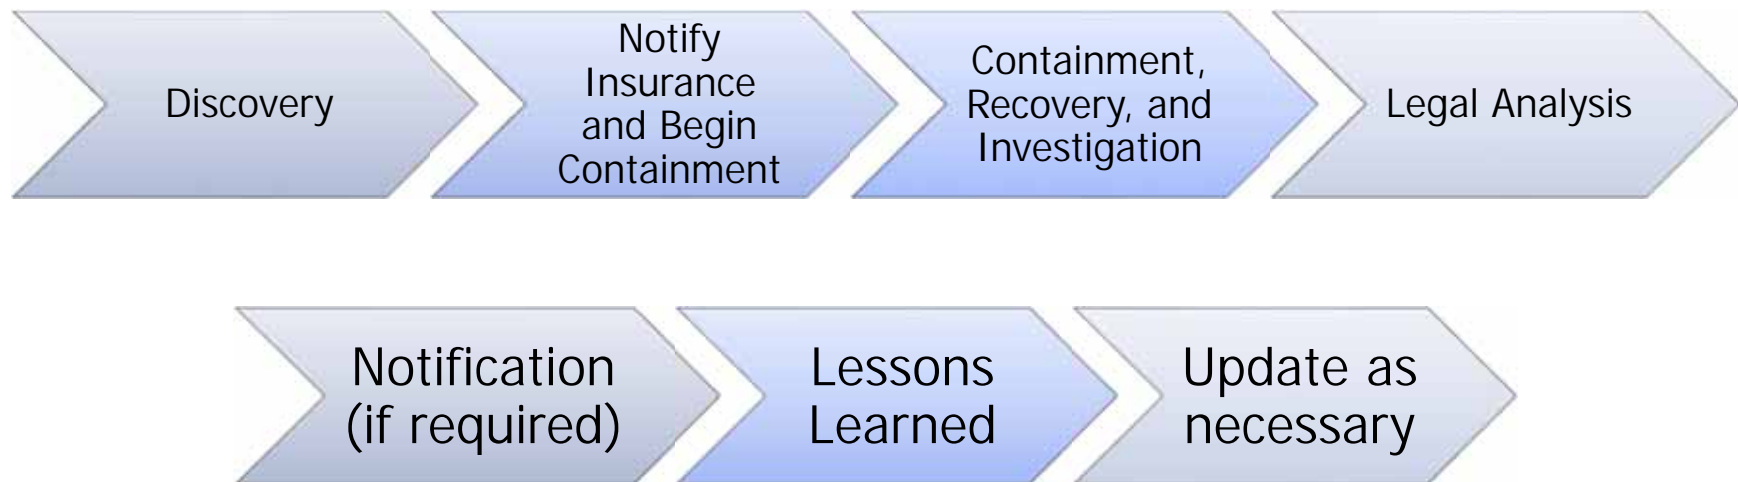 Discovery
Notify
Insurance
and Begin
Containment
Containment,
Recovery, and
Investigation
Legal Analysis
Notification
(if required)
Lessons
Learned
Update as
necessary